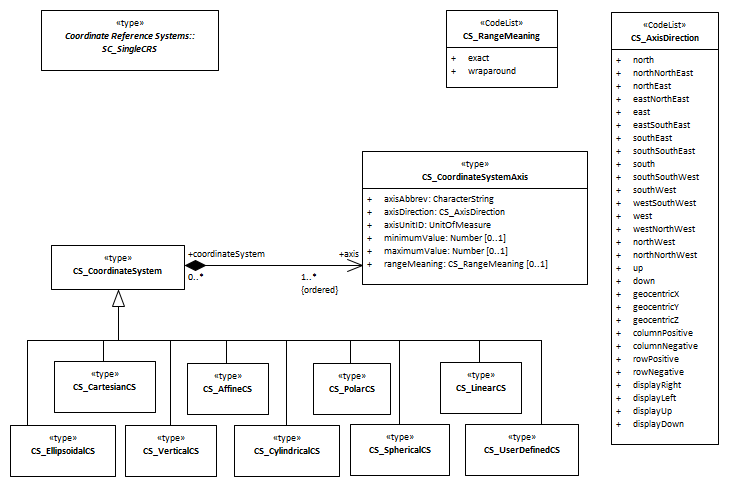 «type»
Coordinate Reference Systems::
SC_SingleCRS
«CodeList»
CS_RangeMeaning
+ exact
+ wraparound
«CodeList»
CS_AxisDirection
+ north
+ northNorthEast
+ northEast
+ eastNorthEast
+ east
+ eastSouthEast
+ southEast
+ southSouthEast
+ south
+ southSouthWest
+ southWest
+ westSouthWest
+ west
+ westNorthWest
+ northWest
+ northNorthWest
+ up
+ down
+ geocentricX
+ geocentricY
+ geocentricZ
+ columnPositive
+ columnNegative
+ rowPositive
+ rowNegative
+ displayRight
+ displayLeft
+ displayUp
+ displayDown
«type»
CS_CoordinateSystemAxis
+ axisAbbrev: CharacterString
+ axisDirection: CS_AxisDirection
+ axisUnitID: UnitOfMeasure
+ minimumValue: Number [0..1]
+ maximumValue: Number [0..1]
+ rangeMeaning: CS_RangeMeaning [0..1]
«type»
CS_CoordinateSystem
+coordinateSystem
0..*
+axis
1..*
{ordered}
«type»
CS_CartesianCS
«type»
CS_AffineCS
«type»
CS_PolarCS
«type»
CS_LinearCS
«type»
CS_EllipsoidalCS
«type»
CS_VerticalCS
«type»
CS_CylindricalCS
«type»
CS_SphericalCS
«type»
CS_UserDefinedCS